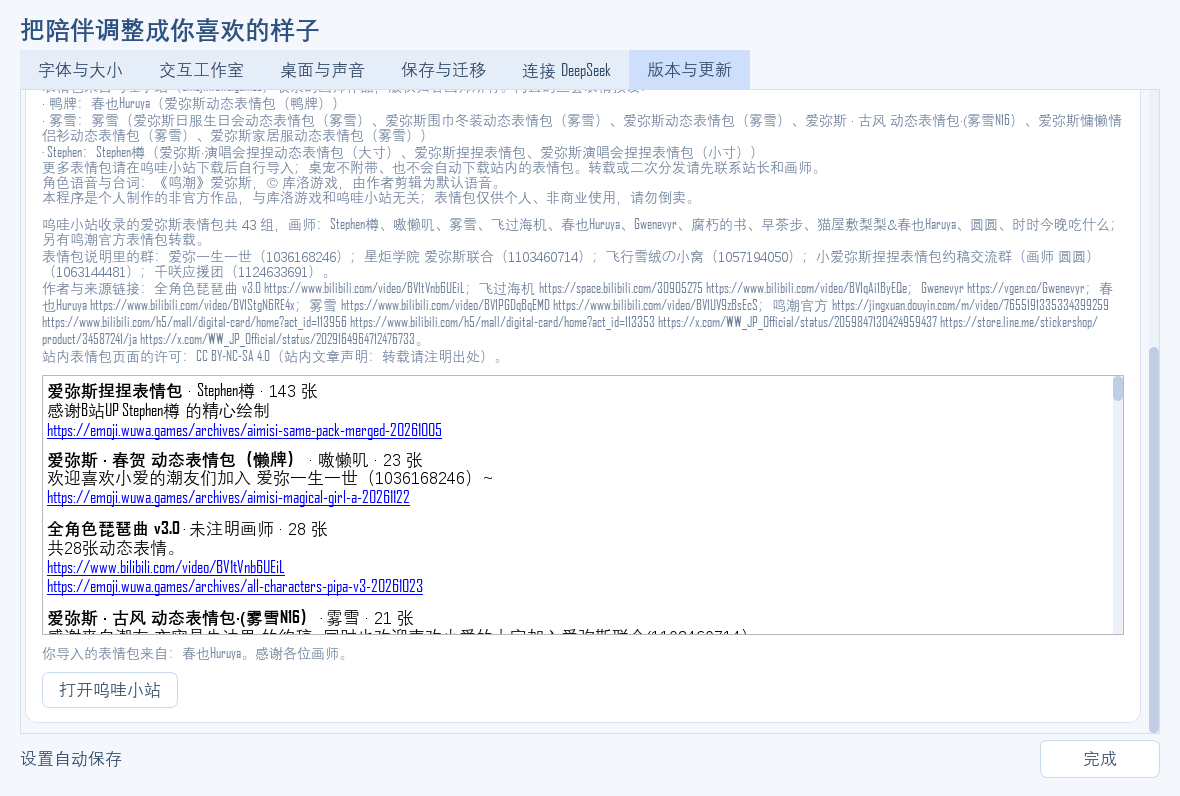 把陪伴调整成你喜欢的样子
字体与大小 交互工作室 桌面与声音 保存与迁移 连接 DeepSeek 版本与更新
· 鸭牌：春也Huruya（爱弥斯动态表情包（鸭牌））
· 雾雪：雾雪（爱弥斯日服生日会动态表情包（雾雪）、爱弥斯围巾冬装动态表情包（雾雪）、爱弥斯动态表情包（雾雪）、爱弥斯 · 古风 动态表情包·(雾雪N16）、爱弥斯慵懒情
侣衫动态表情包（雾雪）、爱弥斯家居服动态表情包（雾雪））
· Stephen：Stephen樽（爱弥斯·演唱会捏捏动态表情包（大寸）、爱弥斯捏捏表情包、爱弥斯演唱会捏捏表情包（小寸））
更多表情包请在呜哇小站下载后自行导入；桌宠不附带、也不会自动下载站内的表情包。转载或二次分发请先联系站长和画师。
角色语音与台词：《鸣潮》爱弥斯，© 库洛游戏，由作者剪辑为默认语音。
本程序是个人制作的非官方作品，与库洛游戏和呜哇小站无关；表情包仅供个人、非商业使用，请勿倒卖。
呜哇小站收录的爱弥斯表情包共 43 组，画师：Stephen樽、嗷懒叽、雾雪、飞过海机、春也Huruya、Gwenevyr、腐朽的书、早茶步、猫屋敷梨梨&春也Haruya、圆圆、时时今晚吃什么；
另有鸣潮官方表情包转载。
表情包说明里的群：爱弥一生一世（1036168246）；星炬学院 爱弥斯联合（1103460714）；飞行雪绒の小窝（1057194050）；小爱弥斯捏捏表情包约稿交流群（画师 圆圆）
（1063144481）；千咲应援团（1124633691）。
作者与来源链接：全角色琵琶曲 v3.0 https://www.bilibili.com/video/BV1tVnb6UEiL；飞过海机 https://space.bilibili.com/30905275 https://www.bilibili.com/video/BV1qAi1ByEQe；Gwenevyr https://vgen.co/Gwenevyr；春
也Huruya https://www.bilibili.com/video/BV1StgN6RE4x；雾雪 https://www.bilibili.com/video/BV1PGDqBqEMD https://www.bilibili.com/video/BV1UV9zBsEcS；鸣潮官方 https://jingxuan.douyin.com/m/video/7655191335334399259
https://www.bilibili.com/h5/mall/digital-card/home?act_id=113956 https://www.bilibili.com/h5/mall/digital-card/home?act_id=113353 https://x.com/WW_JP_Official/status/2059847130424959437 https://store.line.me/stickershop/
product/34587241/ja https://x.com/WW_JP_Official/status/2029164964712476733。
站内表情包页面的许可：CC BY-NC-SA 4.0（站内文章声明：转载请注明出处）。
爱弥斯捏捏表情包 · Stephen樽 · 143 张
感谢B站UP Stephen樽 的精心绘制
https://emoji.wuwa.games/archives/aimisi-same-pack-merged-20261005
爱弥斯 · 春贺 动态表情包（懒牌） · 嗷懒叽 · 23 张
欢迎喜欢小爱的潮友们加入 爱弥一生一世（1036168246）~
https://emoji.wuwa.games/archives/aimisi-magical-girl-a-20261122
全角色琵琶曲 v3.0 · 未注明画师 · 28 张
共28张动态表情。
https://www.bilibili.com/video/BV1tVnb6UEiL
https://emoji.wuwa.games/archives/all-characters-pipa-v3-20261023
爱弥斯 · 古风 动态表情包·(雾雪N16） · 雾雪 · 21 张
你导入的表情包来自：春也Huruya。感谢各位画师。
打开呜哇小站
设置自动保存
完成